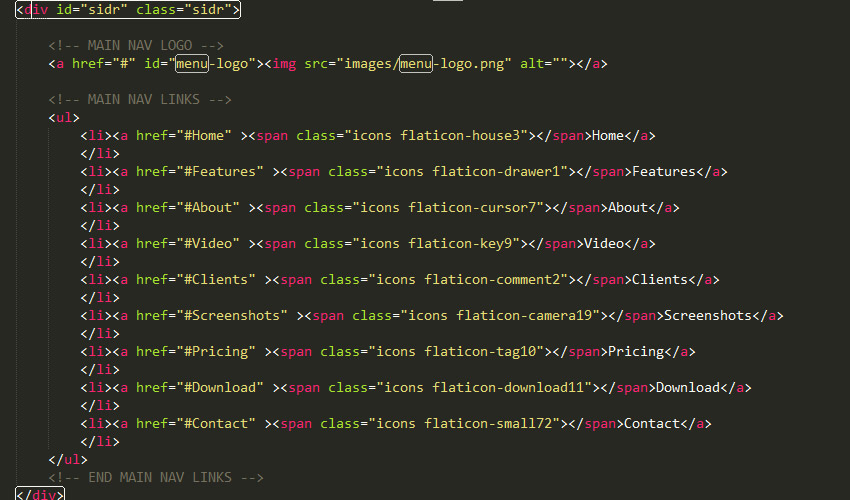 <div id="sidr" class="sidr">
<!-- MAIN NAV LOGO -->
<a href="#" id="menu-logo"><img src="images/menu-logo.png" alt=""></a>
<!-- MAIN NAV LINKS -->
<ul>
<li><a href="#Home" ><span class="icons flaticon-house3"></span>Home</a>
</li>
<li><a href="#Features" ><span class="icons flaticon-drawer1"></span>Features</a>
</li>
<li><a href="#About" ><span class="icons flaticon-cursor7"></span>About</a>
</li>
<li><a href="#Video" ><span class="icons flaticon-key9"></span>Video</a>
</li>
<li><a href="#Clients" ><span class="icons flaticon-comment2"></span>Clients</a>
</li>
<li><a href="#Screenshots" ><span class="icons flaticon-camera19"></span>Screenshots</a>
</li>
<li><a href="#Pricing" ><span class="icons flaticon-tag10"></span>Pricing</a>
</li>
<li><a href="#Download" ><span class="icons flaticon-download11"></span>Download</a>
</li>
<li><a href="#Contact" ><span class="icons flaticon-small72"></span>Contact</a>
</li>
</ul>
<!-- END MAIN NAV LINKS -->
</div>